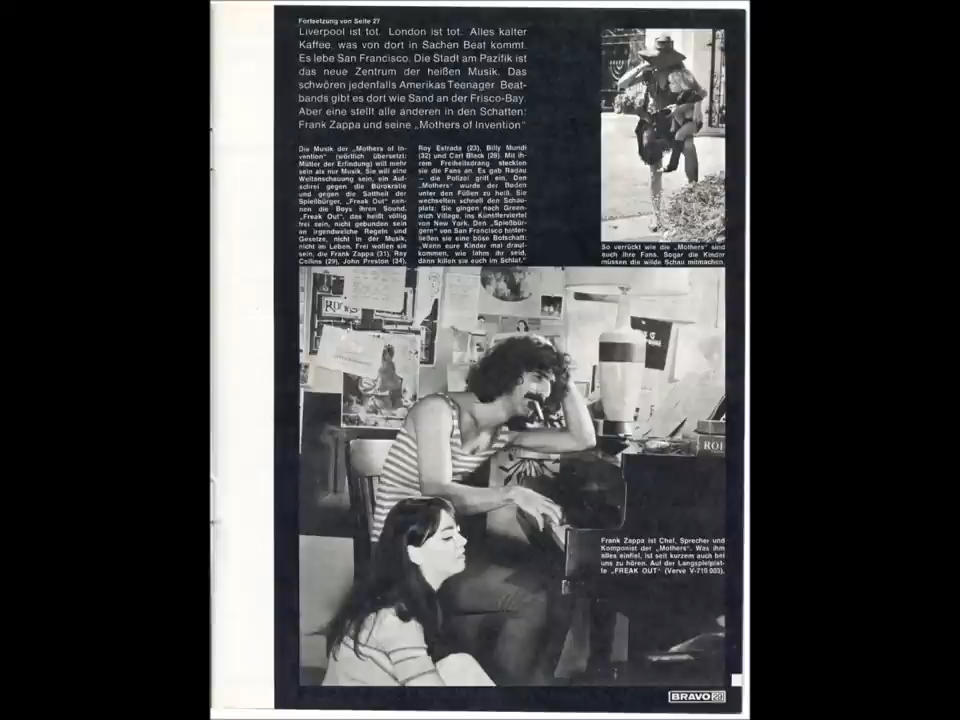 Fortsetzung von Seite 27
Liverpool ist tot. London ist tot. Alles kalter
Kaffee, was von dort in Sachen Beat kommt.
Es lebe San Francisco. Die Stadt am Pazifik ist
das neue Zentrum der heißen Musik. Das
schwören jedenfalls Amerikas Teenager. Beat-
bands gibt es dort wie Sand an der Frisco-Bay.
Aber eine stellt alle anderen in den Schatten:
Frank Zappa und seine „Mothers of Invention“
Die Musik der „Mothers of In-
vention“ (wörtlich übersetzt:
Mütter der Erfindung) will mehr
sein als nur Musik. Sie will eine
Weltanschauung sein, ein Auf-
schrei gegen die Bürokratie
und gegen die Sattheit der
Spießbürger. „Freak Out“ nen-
nen die Boys ihren Sound.
„Freak Out“, das heißt völlig
frei sein, nicht gebunden sein
an irgendwelche Regeln und
Gesetze, nicht in der Musik,
nicht im Leben. Frei wollen sie
sein, die Frank Zappa (31), Ray
Collins (29), John Preston (34),
Roy Estrada (23), Billy Mundi
(32) und Carl Black (29). Mit ih-
rem Freiheitsdrang steckten
sie die Fans an. Es gab Radau
– die Polizei griff ein. Den
„Mothers“ wurde der Boden
unter den Füßen zu heiß. Sie
wechselten schnell den Schau-
platz: Sie gingen nach Green-
wich Village, ins Künstlerviertel
von New York. Den „Spießbür-
gern“ von San Francisco hinter-
ließen sie eine böse Botschaft:
„Wenn eure Kinder mal drauf-
kommen, wie lahm ihr seid,
dann killen sie euch im Schlaf.“
So verrückt wie die „Mothers“ sind
auch ihre Fans. Sogar die Kinder
müssen die wilde Schau mitmachen.
ROI
Frank Zappa ist Chef, Sprecher und
Komponist der „Mothers“. Was ihm
alles einfiel, ist seit kurzem auch bei
uns zu hören. Auf der Langspielplat-
te „FREAK OUT“ (Verve V-710 003).
BRAVO 29